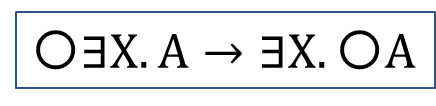 ○∃X. A → ∃X. ○A